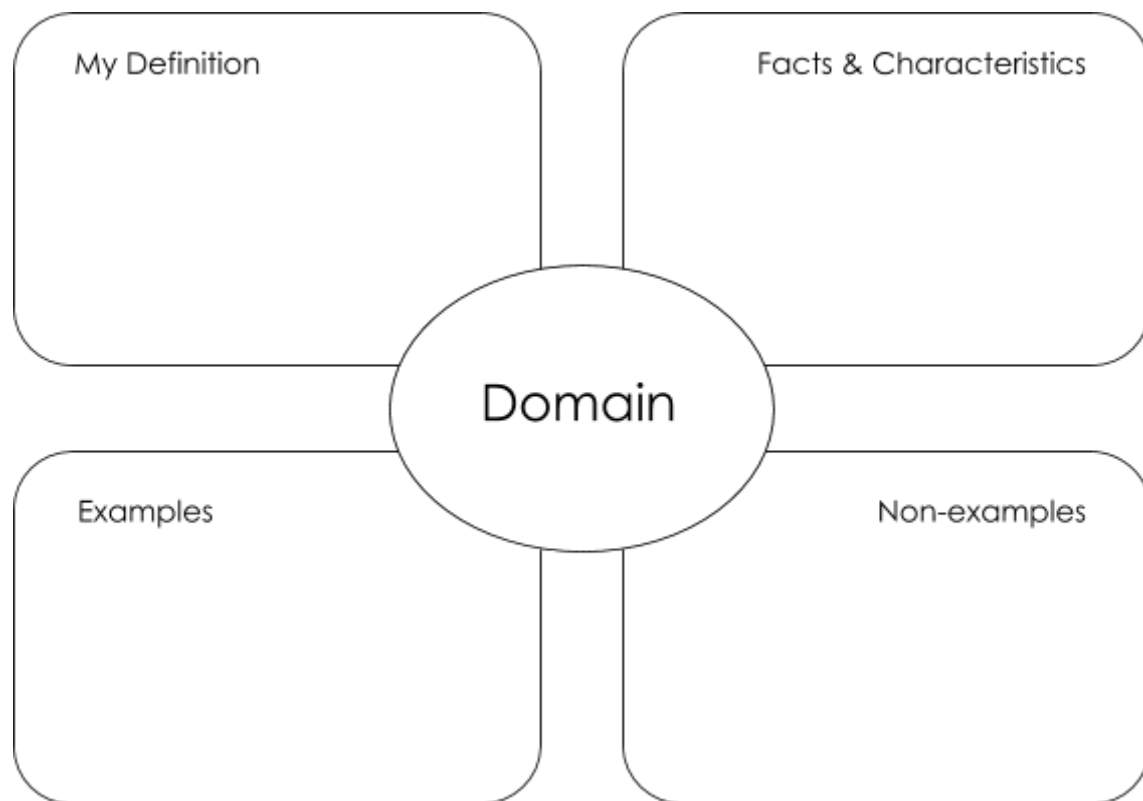 My Definition
Facts & Characteristics
Domain
Examples
Non-examples